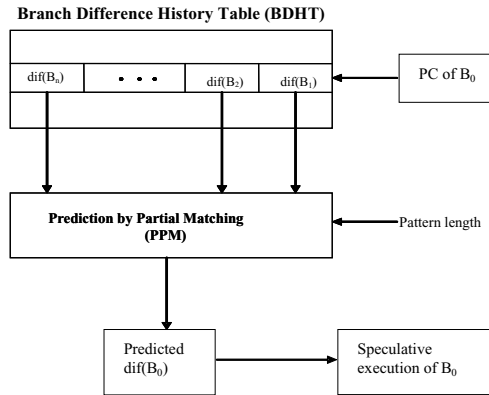 Branch Difference History Table (BDHT)
dif(Bn) • • • dif(B2) dif(B1)
PC of B0
Prediction by Partial Matching
(PPM)
Pattern length
Predicted
dif(B0)
Speculative
execution of B0